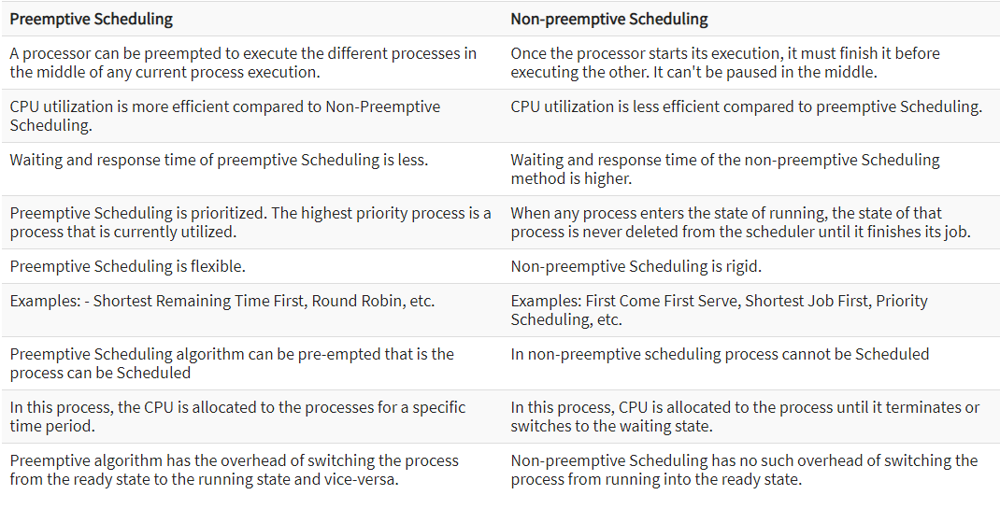 Preemptive Scheduling
Non-preemptive Scheduling
A processor can be preempted to execute the different processes in
the middle of any current process execution.
Once the processor starts its execution, it must finish it before
executing the other. It can't be paused in the middle.
CPU utilization is more efficient compared to Non-Preemptive
Scheduling.
CPU utilization is less efficient compared to preemptive Scheduling.
Waiting and response time of preemptive Scheduling is less.
Waiting and response time of the non-preemptive Scheduling
method is higher.
Preemptive Scheduling is prioritized. The highest priority process is a
process that is currently utilized.
When any process enters the state of running, the state of that
process is never deleted from the scheduler until it finishes its job.
Preemptive Scheduling is flexible.
Non-preemptive Scheduling is rigid.
Examples: - Shortest Remaining Time First, Round Robin, etc.
Examples: First Come First Serve, Shortest Job First, Priority
Scheduling, etc.
Preemptive Scheduling algorithm can be pre-empted that is the
process can be Scheduled
In non-preemptive scheduling process cannot be Scheduled
In this process, the CPU is allocated to the processes for a specific
time period.
In this process, CPU is allocated to the process until it terminates or
switches to the waiting state.
Preemptive algorithm has the overhead of switching the process
from the ready state to the running state and vice-versa.
Non-preemptive Scheduling has no such overhead of switching the
process from running into the ready state.